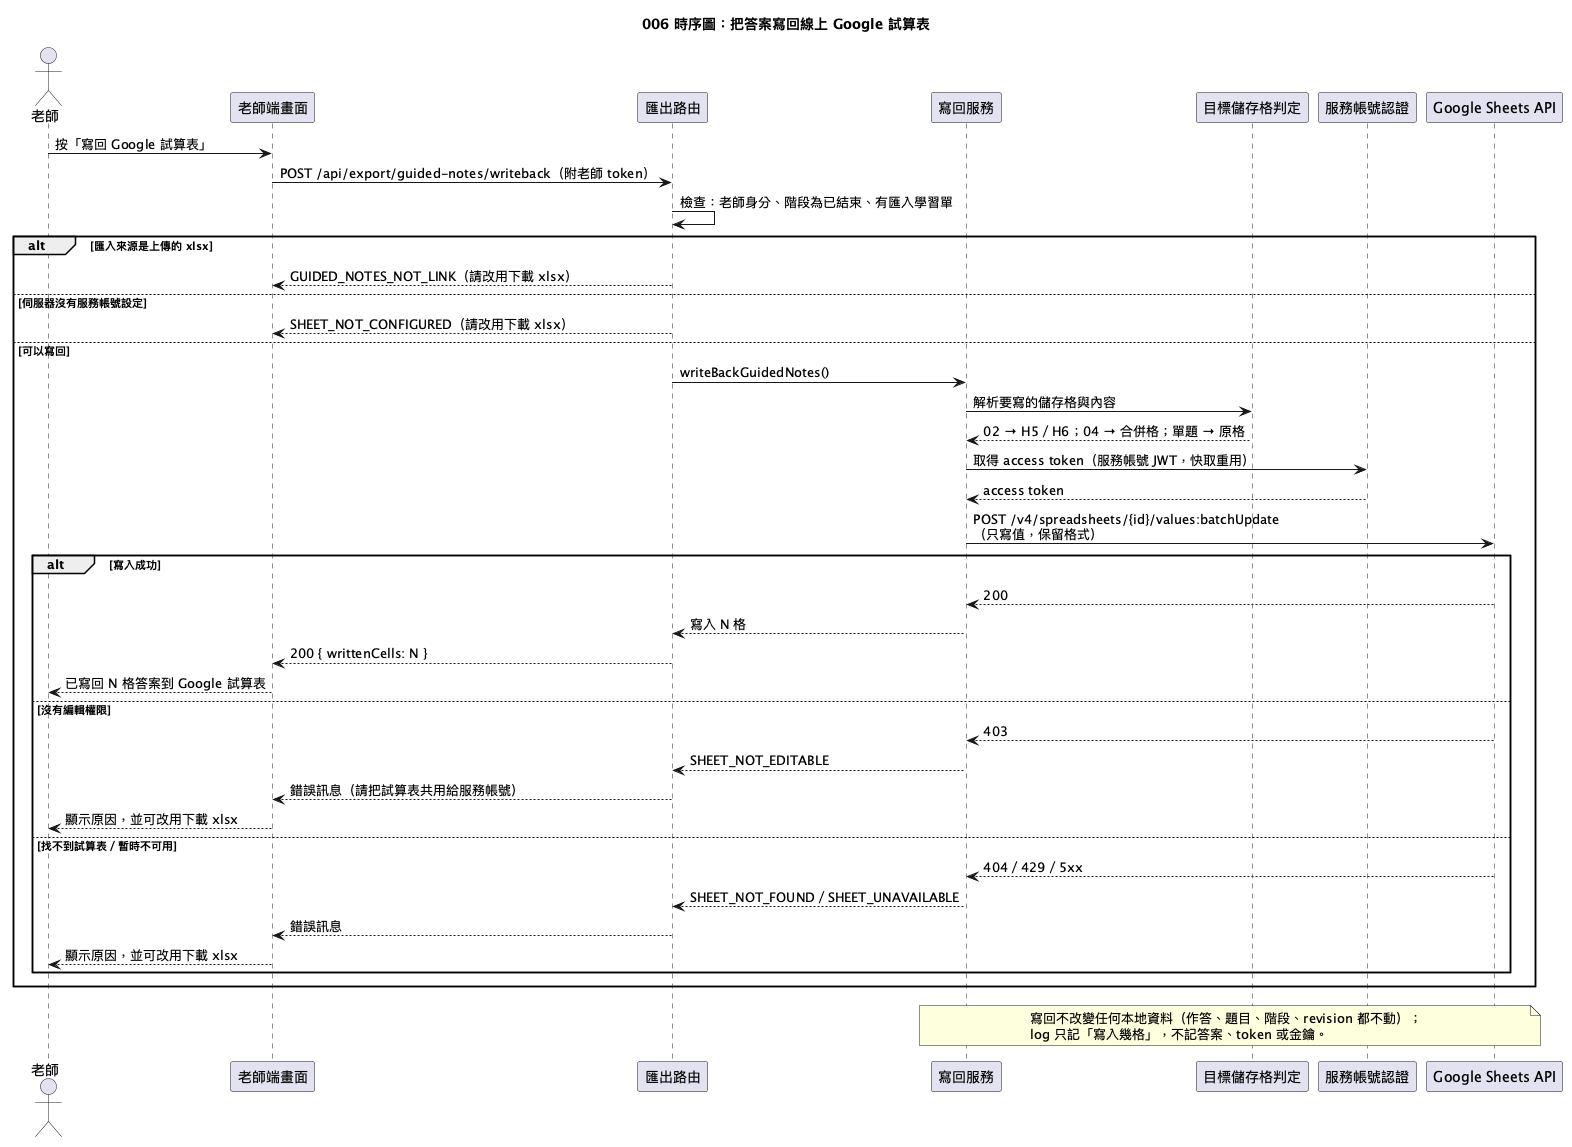 006 時序圖：把答案寫回線上 Google 試算表
老師
老師端畫面
匯出路由
寫回服務
目標儲存格判定
服務帳號認證
Google Sheets API
按「寫回 Google 試算表」
POST /api/export/guided-notes/writeback（附老師 token）
檢查：老師身分、階段為已結束、有匯入學習單
alt [匯入來源是上傳的 xlsx]
GUIDED_NOTES_NOT_LINK（請改用下載 xlsx）
[伺服器沒有服務帳號設定]
SHEET_NOT_CONFIGURED（請改用下載 xlsx）
[可以寫回]
writeBackGuidedNotes()
解析要寫的儲存格與內容
02 → H5 / H6；04 → 合併格；單題 → 原格
取得 access token（服務帳號 JWT，快取重用）
access token
POST /v4/spreadsheets/{id}/values:batchUpdate
（只寫值，保留格式）
alt [寫入成功]
200
寫入 N 格
200 { writtenCells: N }
已寫回 N 格答案到 Google 試算表
[沒有編輯權限]
403
SHEET_NOT_EDITABLE
錯誤訊息（請把試算表共用給服務帳號）
顯示原因，並可改用下載 xlsx
[找不到試算表 / 暫時不可用]
404 / 429 / 5xx
SHEET_NOT_FOUND / SHEET_UNAVAILABLE
錯誤訊息
顯示原因，並可改用下載 xlsx
寫回不改變任何本地資料（作答、題目、階段、revision 都不動）；
log 只記「寫入幾格」，不記答案、token 或金鑰。
老師
老師端畫面
匯出路由
寫回服務
目標儲存格判定
服務帳號認證
Google Sheets API